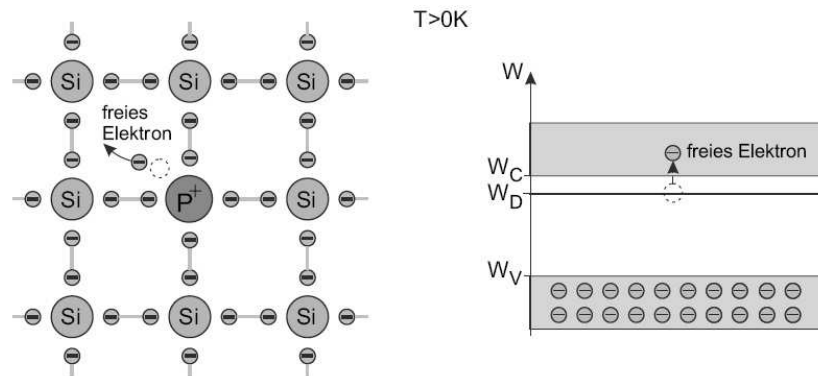 T>0K
Si
Si
Si
freies
Elektron
Si
P+
Si
Si
Si
Si
W
freies Elektron
WC
WD
WV